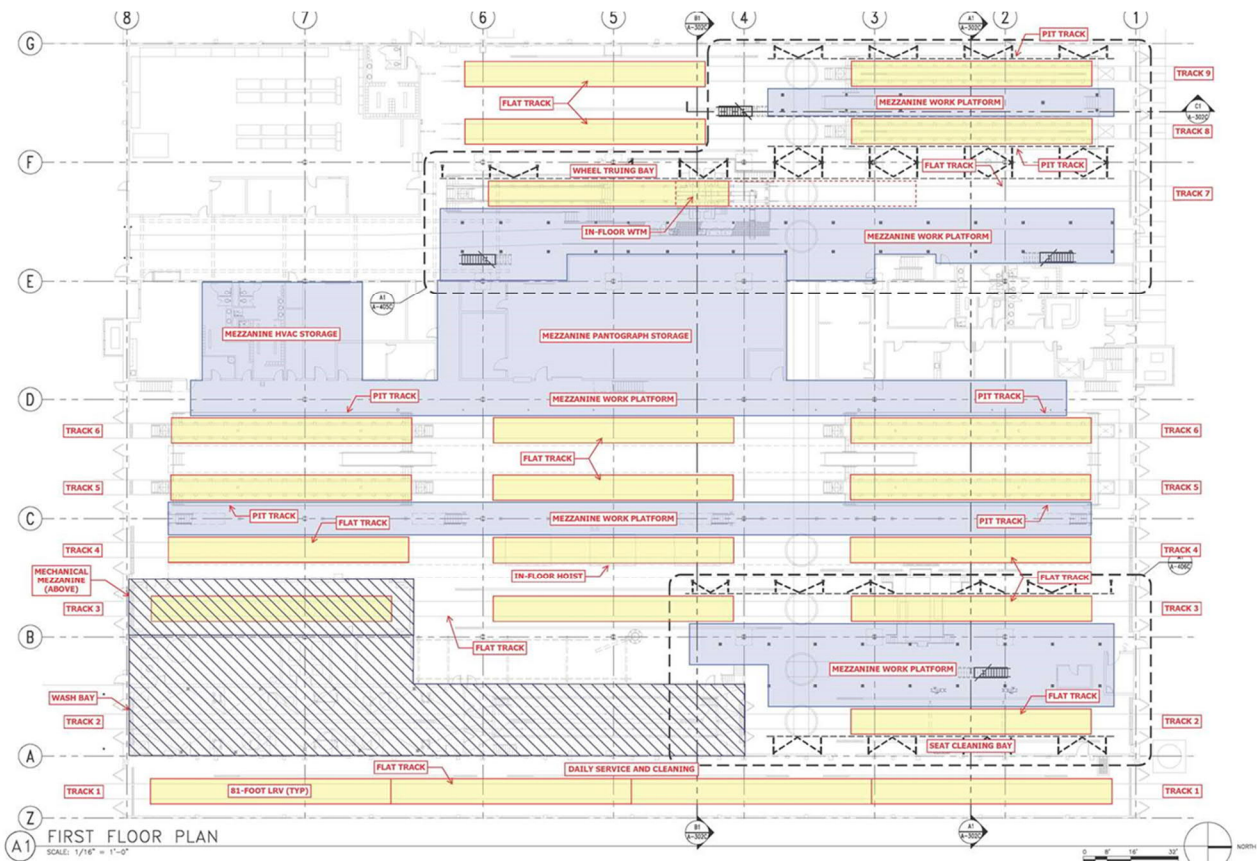 8 7 6 5 4 3 2 1
B1
A-302C
A1
A-302C
G
PIT TRACK
TRACK 9
FLAT TRACK
MEZZANINE WORK PLATFORM
C1
A-302C
TRACK 8
F
WHEEL TRUING BAY
FLAT TRACK
PIT TRACK
TRACK 7
IN-FLOOR WTM
MEZZANINE WORK PLATFORM
E
A1
A-405C
MEZZANINE HVAC STORAGE
MEZZANINE PANTOGRAPH STORAGE
D
PIT TRACK
MEZZANINE WORK PLATFORM
PIT TRACK
TRACK 6
TRACK 6
FLAT TRACK
TRACK 5
TRACK 5
C
PIT TRACK
FLAT TRACK
MEZZANINE WORK PLATFORM
PIT TRACK
TRACK 4
TRACK 4
A-406C
MECHANICAL
MEZZANINE
(ABOVE)
IN-FLOOR HOIST
FLAT TRACK
TRACK 3
TRACK 3
B
FLAT TRACK
MEZZANINE WORK PLATFORM
WASH BAY
FLAT TRACK
TRACK 2
TRACK 2
SEAT CLEANING BAY
A
FLAT TRACK
DAILY SERVICE AND CLEANING
TRACK 1
81-FOOT LRV (TYP)
TRACK 1
Z
A1
FIRST FLOOR PLAN
SCALE: 1/16" = 1'-0"
B1
A-302C
A1
A-302C
0 8' 16' 32'
NORTH